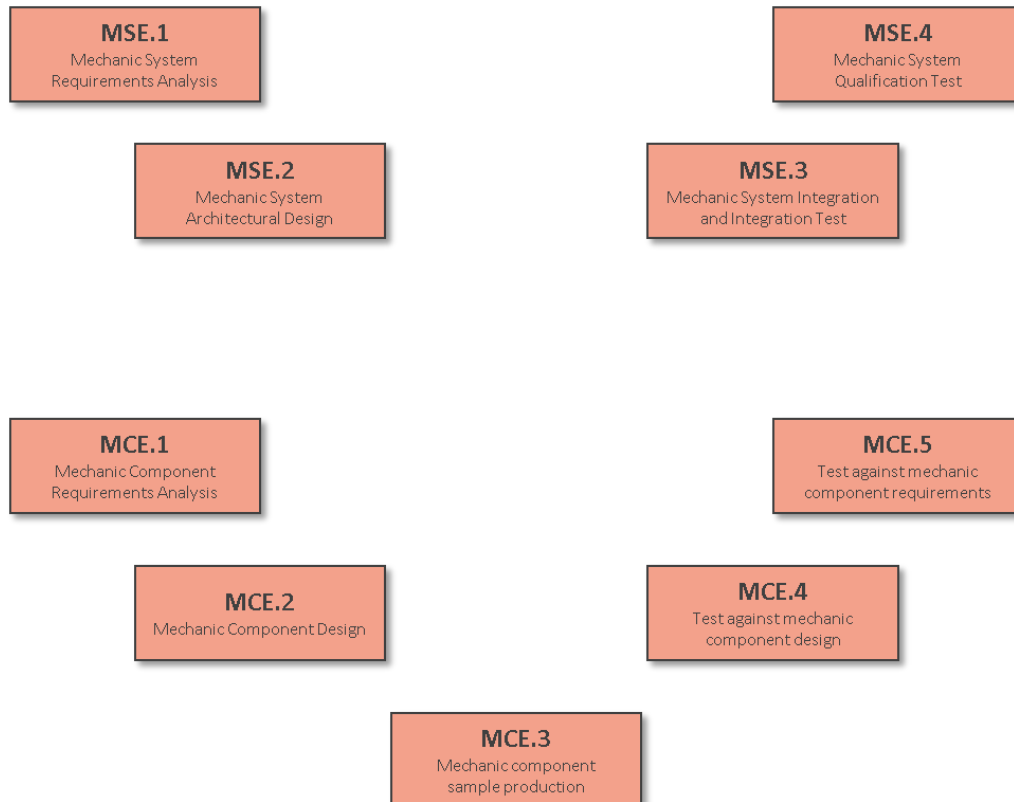 MSE.1
Mechanic System
Requirements Analysis
MSE.4
Mechanic System
Qualification Test
MSE.2
Mechanic System
Architectural Design
MSE.3
Mechanic System Integration
and Integration Test
MCE.1
Mechanic Component
Requirements Analysis
MCE.5
Test against mechanic
component requirements
MCE.2
Mechanic Component Design
MCE.4
Test against mechanic
component design
MCE.3
Mechanic component
sample production